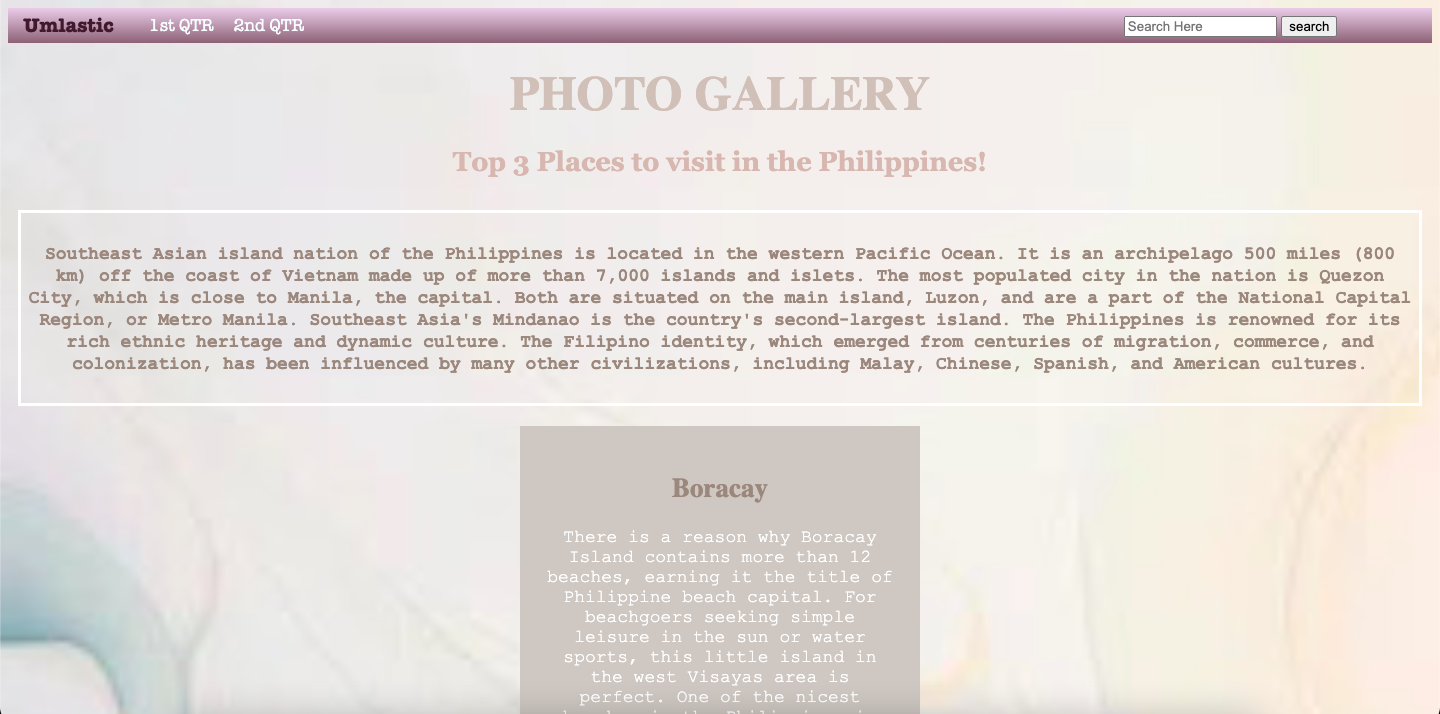 Umlastic 1st QTR 2nd QTR Search Here search
PHOTO GALLERY
Top 3 Places to visit in the Philippines!
Southeast Asian island nation of the Philippines is located in the western Pacific Ocean. It is an archipelago 500 miles (800
km) off the coast of Vietnam made up of more than 7,000 islands and islets. The most populated city in the nation is Quezon
City, which is close to Manila, the capital. Both are situated on the main island, Luzon, and are a part of the National Capital
Region, or Metro Manila. Southeast Asia's Mindanao is the country's second-largest island. The Philippines is renowned for its
rich ethnic heritage and dynamic culture. The Filipino identity, which emerged from centuries of migration, commerce, and
colonization, has been influenced by many other civilizations, including Malay, Chinese, Spanish, and American cultures.
Boracay
There is a reason why Boracay
Island contains more than 12
beaches, earning it the title of
Philippine beach capital. For
beachgoers seeking simple
leisure in the sun or water
sports, this little island in
the west Visayas area is
perfect. One of the nicest